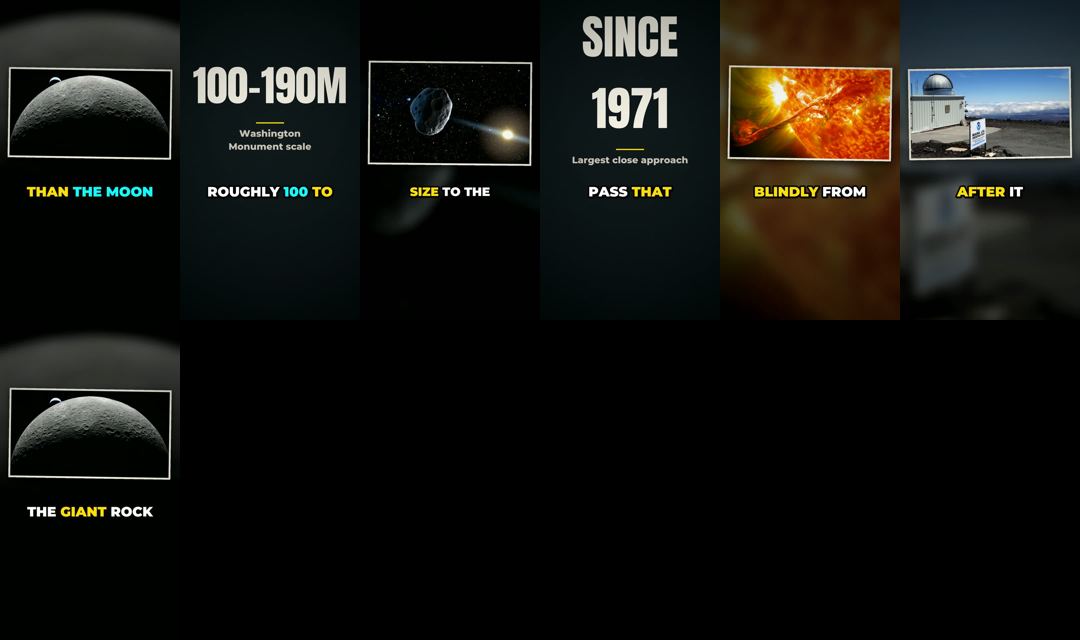 THAN THE MOON
100-190M
Washington
Monument scale
ROUGHLY 100 TO
SIZE TO THE
SINCE
1971
Largest close approach
PASS THAT
BLINDLY FROM
AFTER IT
THE GIANT ROCK